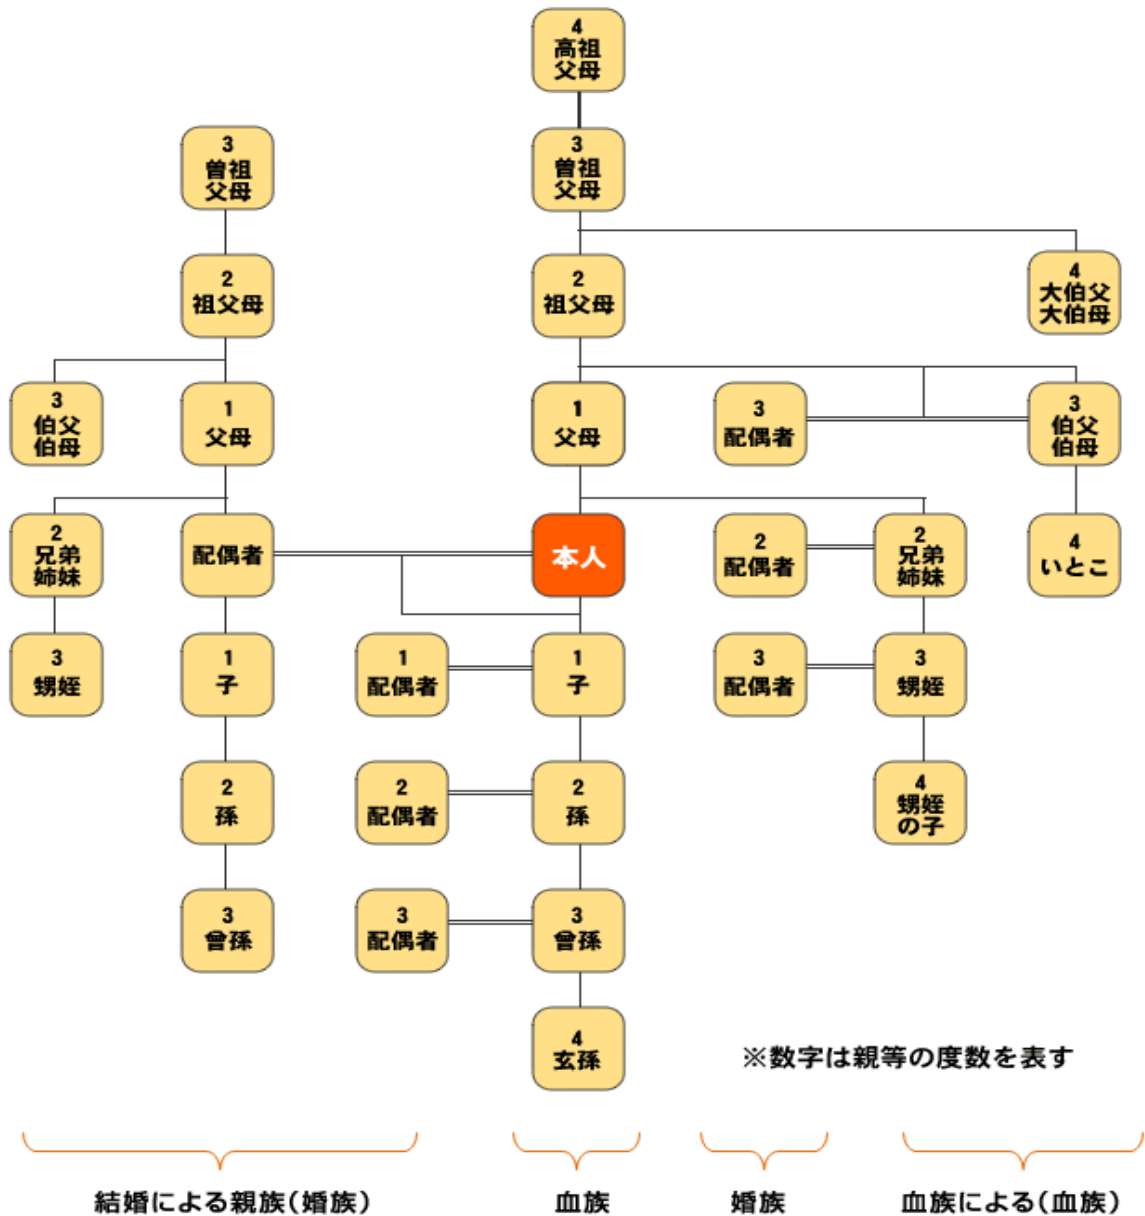 4
高祖
父母
3
曽祖
父母
3
曽祖
父母
2
祖父母
2
祖父母
4
大伯父
大伯母
3
伯父
伯母
1
父母
1
父母
3
配偶者
3
伯父
伯母
2
兄弟
姉妹
配偶者
本人
2
配偶者
2
兄弟
姉妹
4
いとこ
3
甥姪
1
子
1
配偶者
1
子
3
配偶者
3
甥姪
2
孫
2
配偶者
2
孫
4
甥姪
の子
3
曾孫
3
配偶者
3
曾孫
4
玄孫
※数字は親等の度数を表す
結婚による親族(婚族)
血族
婚族
血族による(血族)